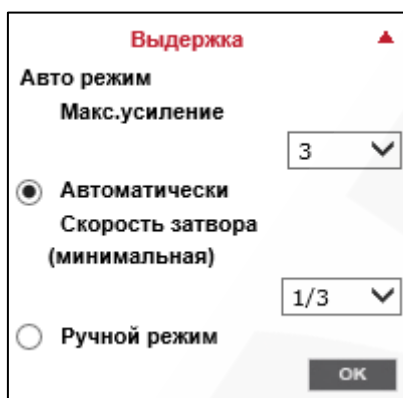 Выдержка
Авто режим
Макс.усиление
3
Автоматически
Скорость затвора
(минимальная)
1/3
Ручной режим
OK